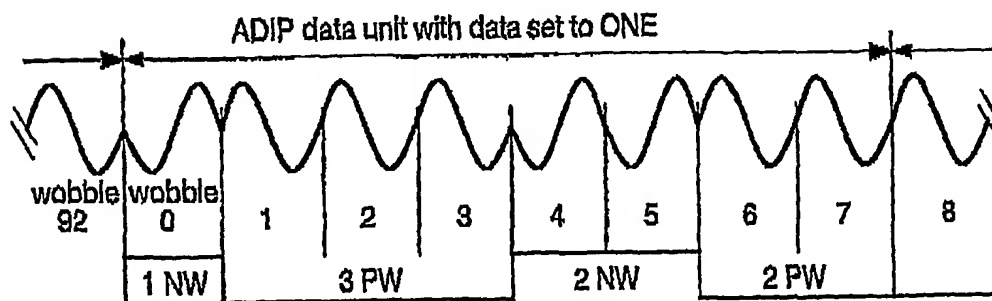 ADIP data unit with data set to ONE
wobble wobble
92 0 1 2 3 4 5 6 7 8
1 NW 3 PW 2 NW 2 PW